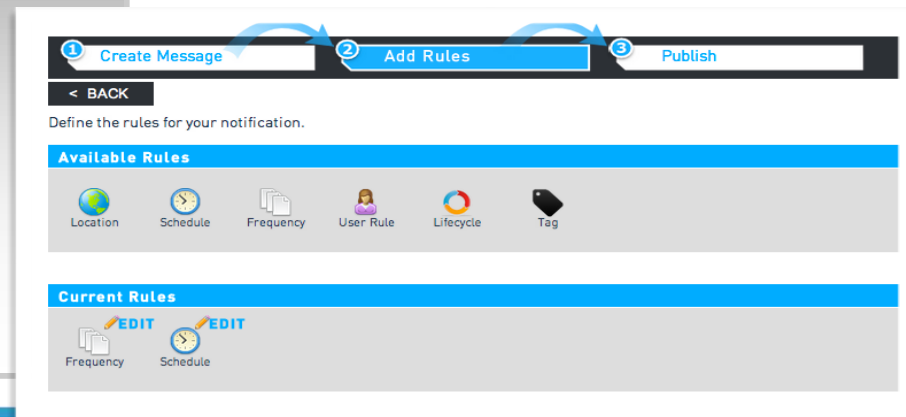 1 Create Message 2 Add Rules 3 Publish
< BACK
Define the rules for your notification.
Available Rules
Location Schedule Frequency User Rule Lifecycle Tag
Current Rules
EDIT EDIT
Frequency Schedule